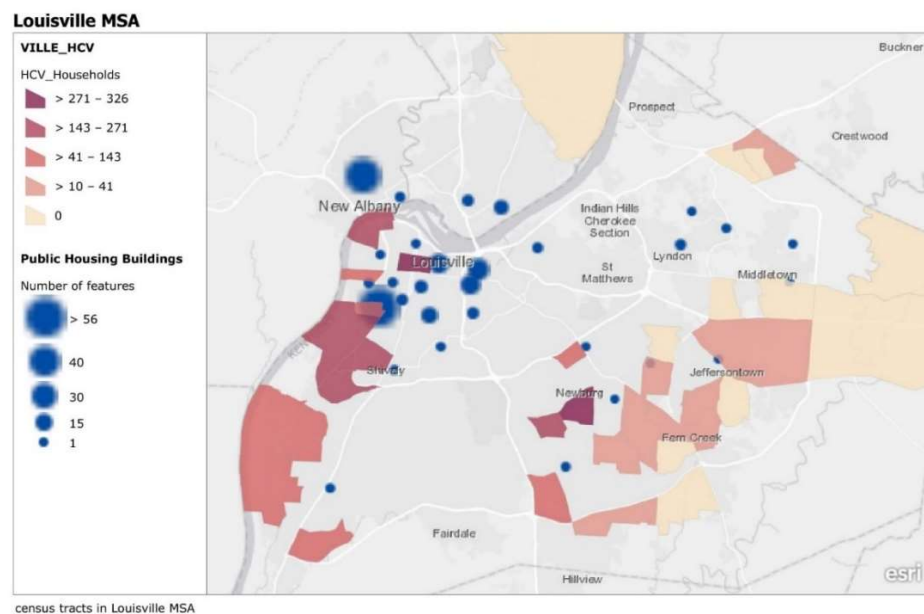 Louisville MSA
VILLE_HCV
HCV_Households
> 271 – 326
> 143 – 271
> 41 – 143
> 10 – 41
0
Public Housing Buildings
Number of features
> 56
40
30
15
1
Buckner
Prospect
Crestwood
New Albany
Indian Hills
Cherokee
Section
Louisville
Lyndon
St
Matthews
Middletown
Shively
Jeffersontown
Newburg
Fern Creek
Fairdale
Hillview
esri
census tracts in Louisville MSA